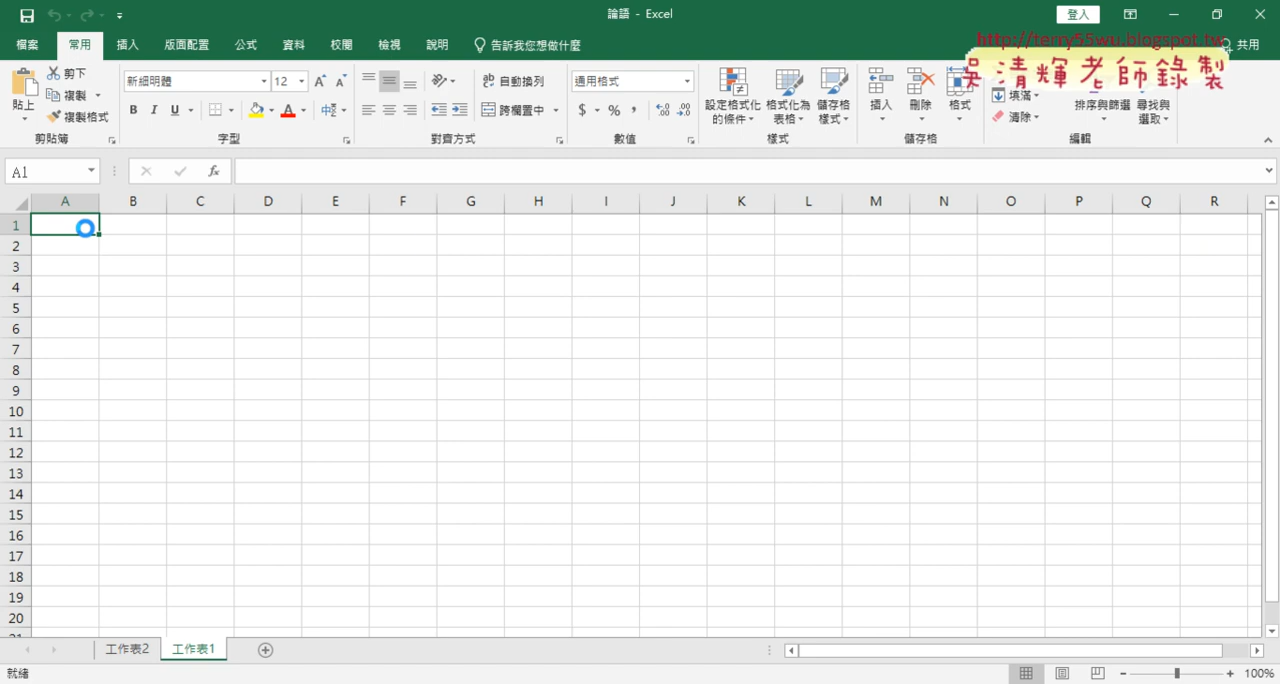 論語 - Excel
登入
檔案 常用 插入 版面配置 公式 資料 校閱 檢視 說明 告訴我您想做什麼 共用
http://terry55wu.blogspot.tw
吳清輝老師錄製
貼上 剪下 複製 複製格式 剪貼簿
新細明體 12 B I U A 中 字型
ab 自動換列 跨欄置中 對齊方式
通用格式 $ % , 數值
設定格式化的條件 格式化為表格 儲存格樣式 樣式
插入 刪除 格式 儲存格
填滿 清除 排序與篩選 尋找與選取 編輯
A1 fx
A B C D E F G H I J K L M N O P Q R
1
2
3
4
5
6
7
8
9
10
11
12
13
14
15
16
17
18
19
20
工作表2 工作表1
就緒 100%